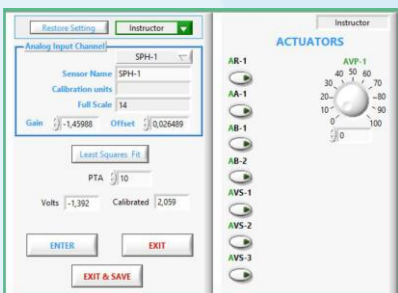 Restore Setting Instructor
Analog Input Channel
SPH-1
Sensor Name SPH-1
Calibration units
Full Scale 14
Gain -1,45988 Offset 0,026489
Least Squares Fit
PTA 10
Volts -1,392 Calibrated 2,059
ENTER EXIT
EXIT & SAVE
Instructor
ACTUATORS
AR-1
AA-1
AB-1
AB-2
AVS-1
AVS-2
AVS-3
AVP-1
0 10 20 30 40 50 60 70 80 90 100
0